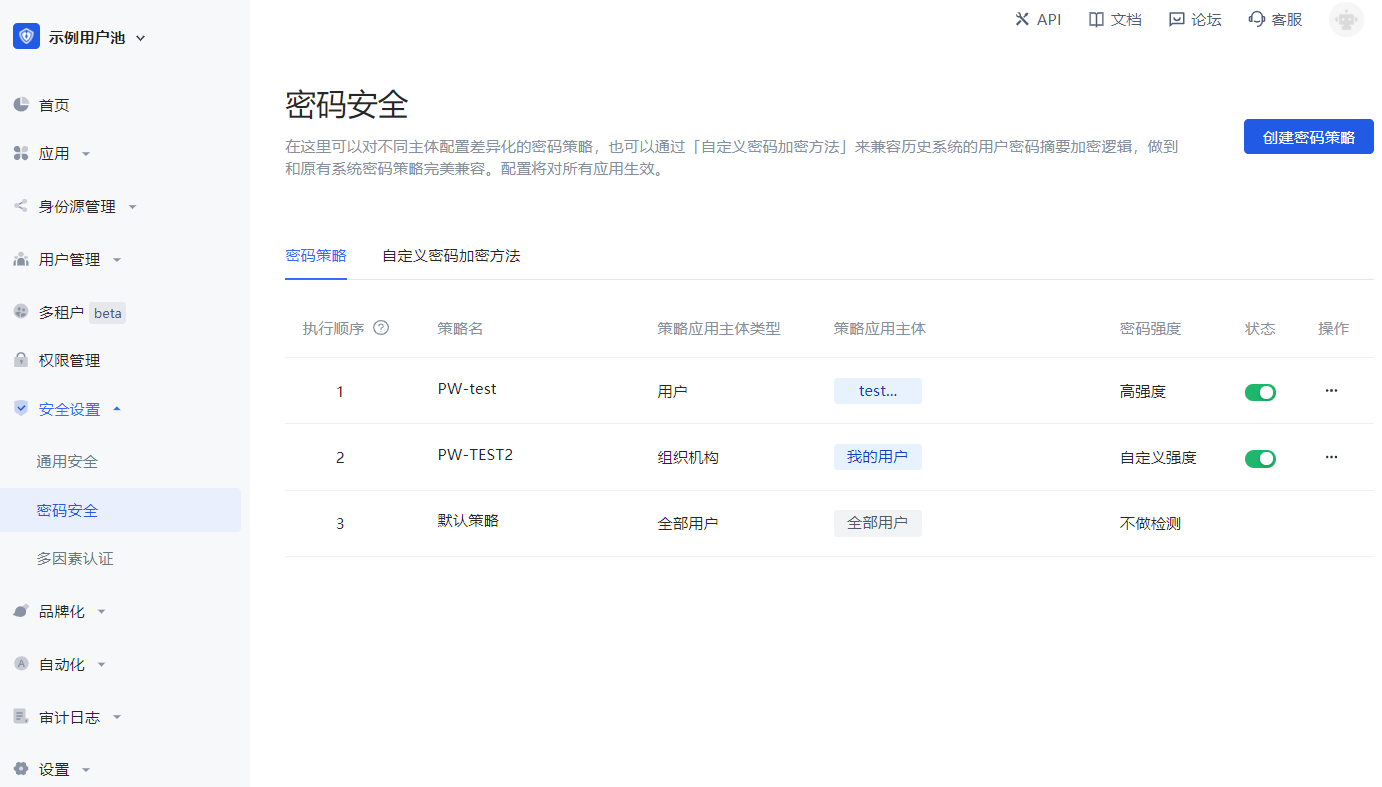 示例用户池
API
文档
论坛
客服
首页
应用
身份源管理
用户管理
多租户 beta
权限管理
安全设置
通用安全
密码安全
多因素认证
品牌化
自动化
审计日志
设置
密码安全
在这里可以对不同主体配置差异化的密码策略，也可以通过「自定义密码加密方法」来兼容历史系统的用户密码摘要加密逻辑，做到
和原有系统密码策略完美兼容。配置将对所有应用生效。
创建密码策略
密码策略 自定义密码加密方法
执行顺序 策略名 策略应用主体类型 策略应用主体 密码强度 状态 操作
1 PW-test 用户 test... 高强度 ···
2 PW-TEST2 组织机构 我的用户 自定义强度 ···
3 默认策略 全部用户 全部用户 不做检测